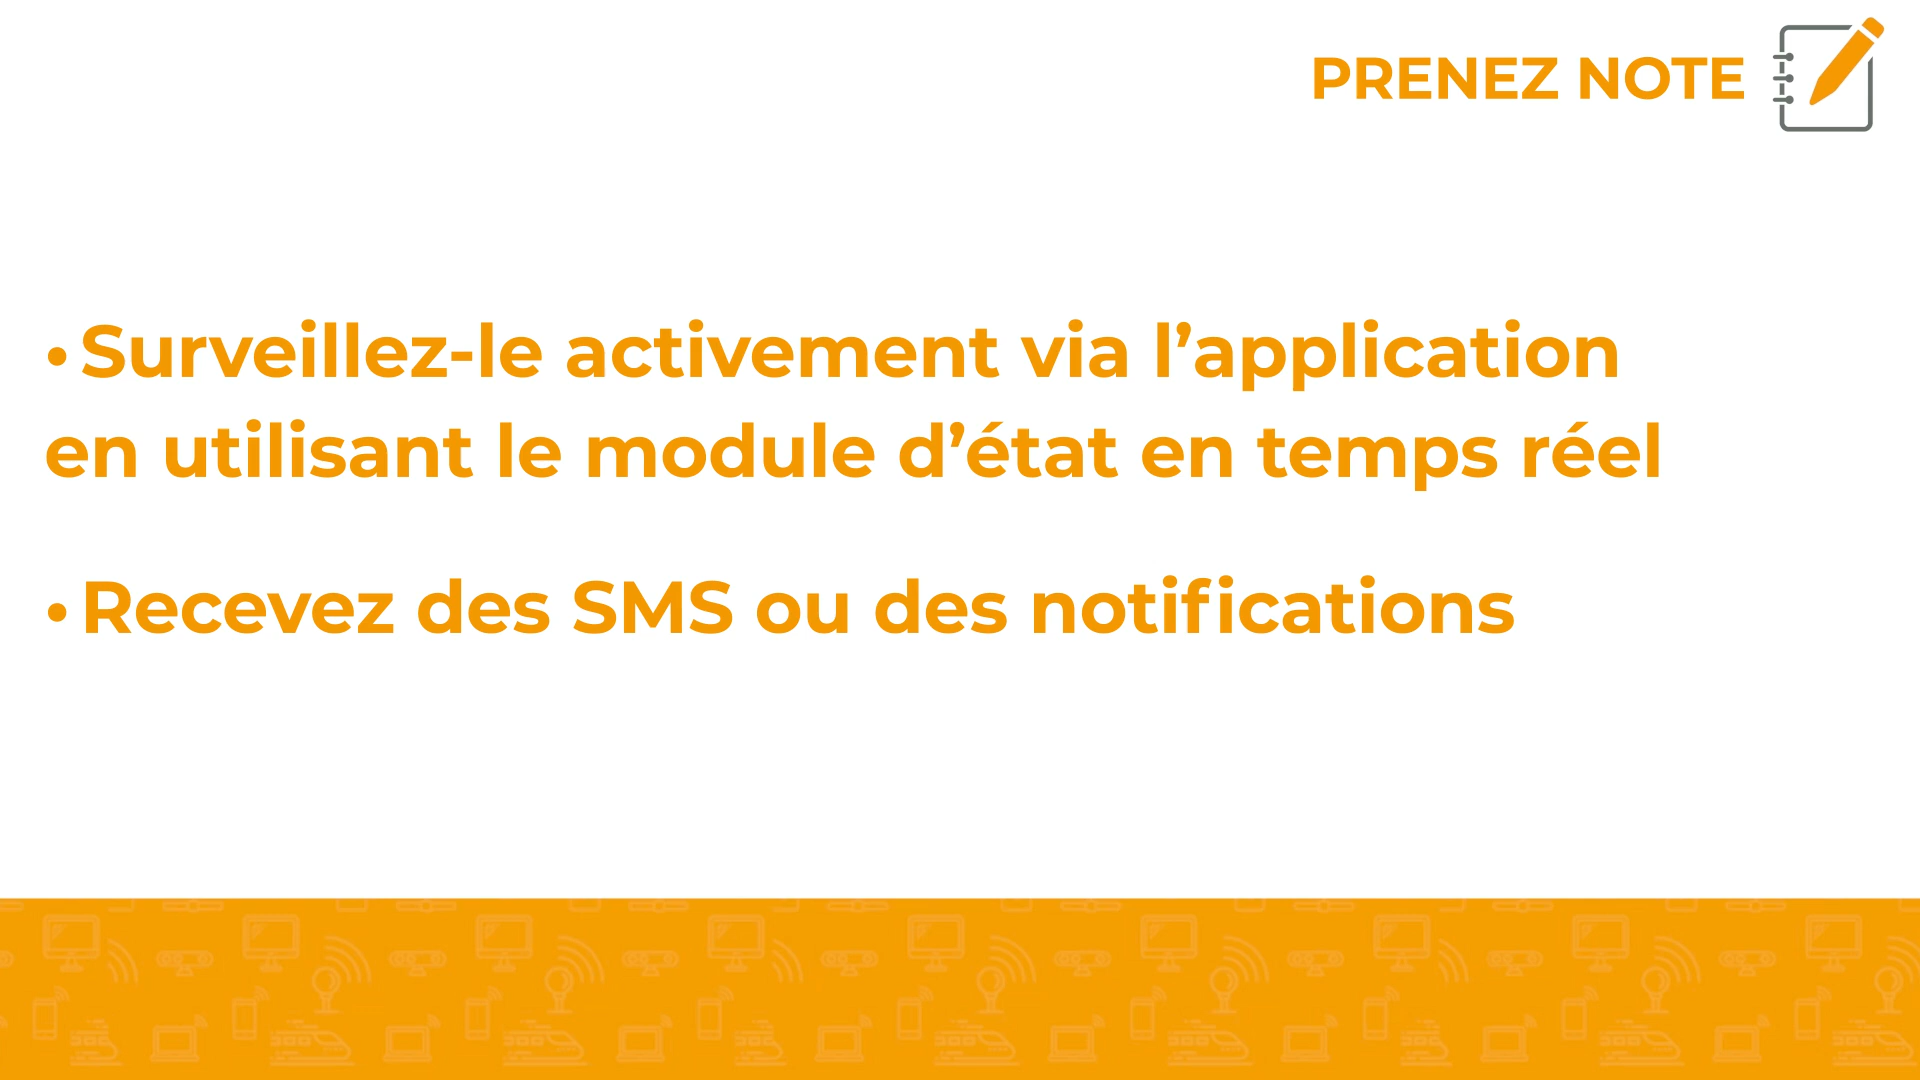 PRENEZ NOTE
• Surveillez-le activement via l’application
en utilisant le module d’état en temps réel
• Recevez des SMS ou des notifications